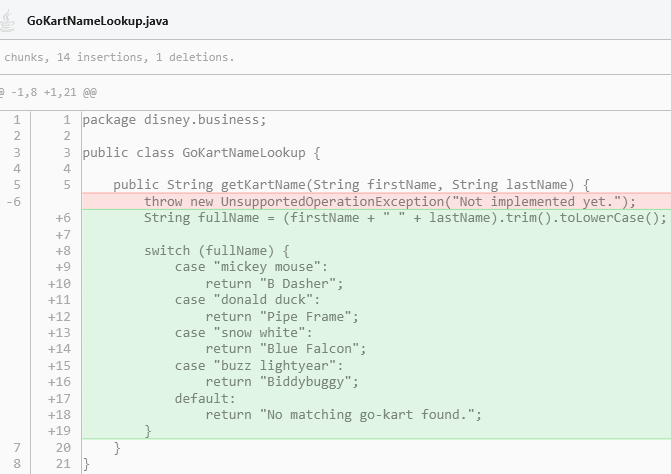 GoKartNameLookup.java
chunks, 14 insertions, 1 deletions.
-1,8 +1,21 @@
1 1 package disney.business;
2 2
3 3 public class GoKartNameLookup {
4 4
5 5 public String getKartName(String firstName, String lastName) {
-6 throw new UnsupportedOperationException("Not implemented yet.");
+6 String fullName = (firstName + " " + lastName).trim().toLowerCase();
+7
+8 switch (fullName) {
+9 case "mickey mouse":
+10 return "B Dasher";
+11 case "donald duck":
+12 return "Pipe Frame";
+13 case "snow white":
+14 return "Blue Falcon";
+15 case "buzz lightyear":
+16 return "Biddybuggy";
+17 default:
+18 return "No matching go-kart found.";
+19 }
7 20 }
8 21 }